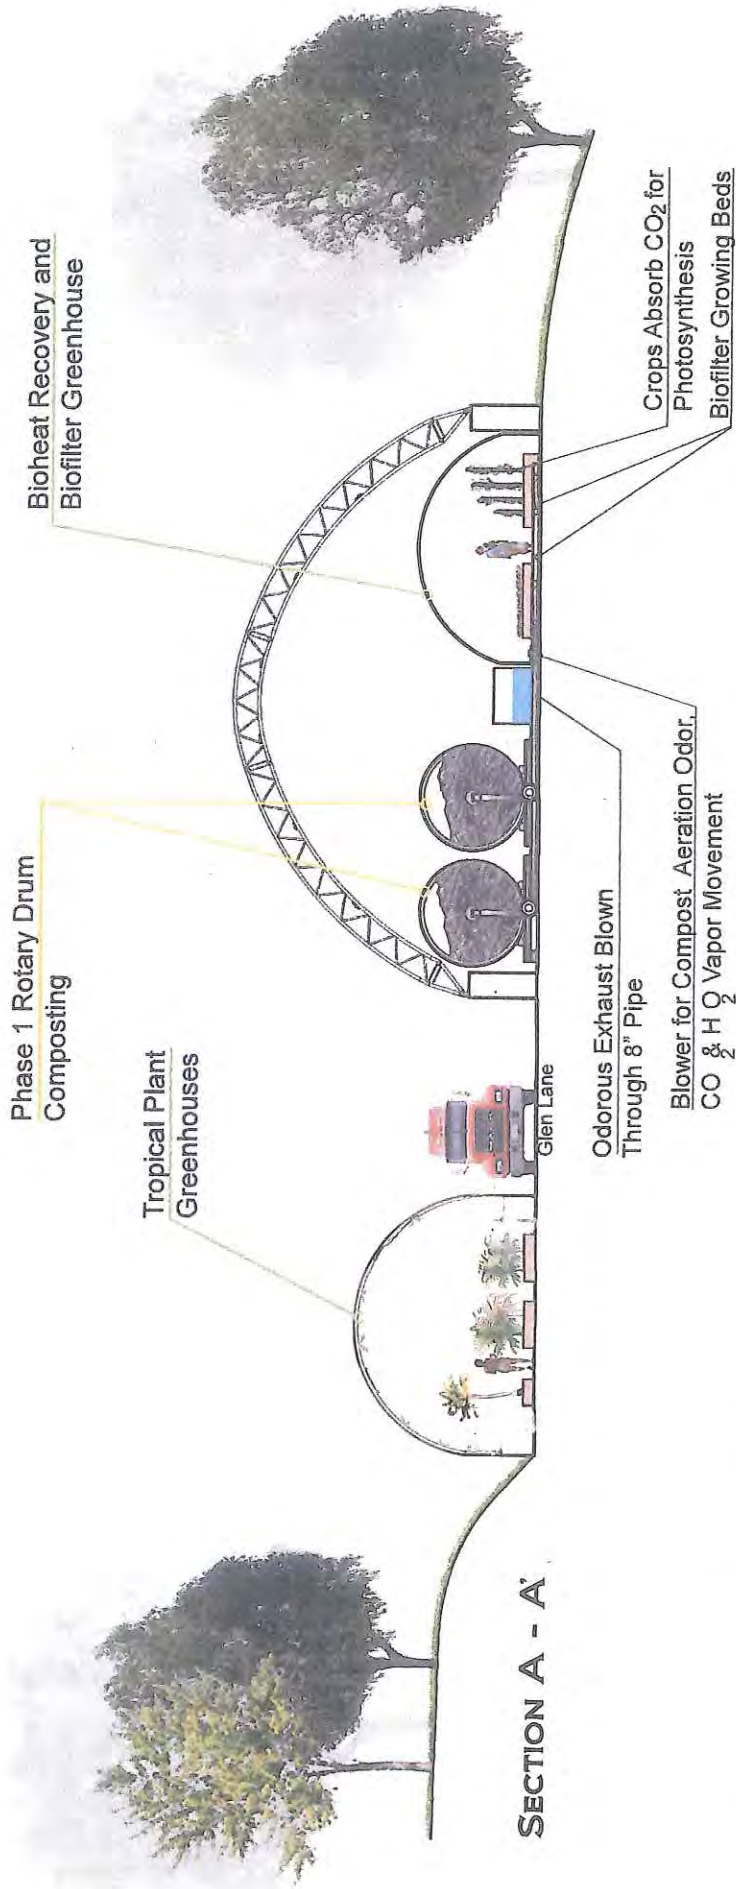 Phase 1 Rotary Drum
Composting
Bioheat Recovery and
Biofilter Greenhouse
Tropical Plant
Greenhouses
Glen Lane
Odorous Exhaust Blown
Through 8" Pipe
Blower for Compost Aeration Odor,
CO2 & H2O Vapor Movement
Crops Absorb CO2 for
Photosynthesis
Biofilter Growing Beds
SECTION A - A'